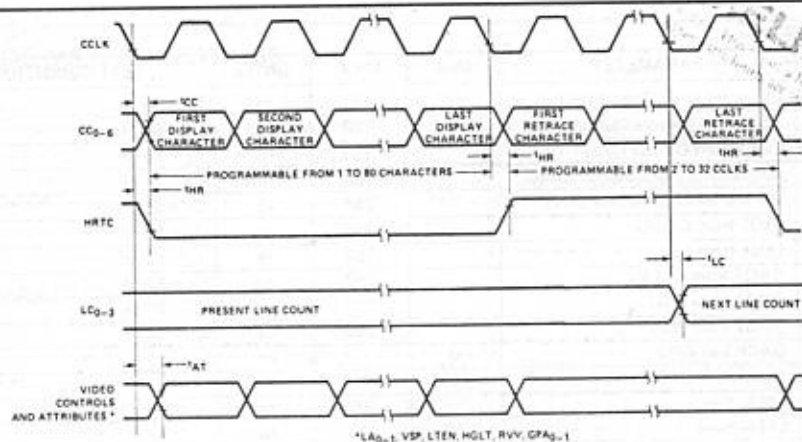 CCLK
tCC
CC0-6
FIRST DISPLAY CHARACTER
SECOND DISPLAY CHARACTER
LAST DISPLAY CHARACTER
FIRST RETRACE CHARACTER
LAST RETRACE CHARACTER
tHR
tHR
PROGRAMMABLE FROM 1 TO 80 CHARACTERS
PROGRAMMABLE FROM 2 TO 32 CCLKS
tHR
HRTC
tLC
LC0-3
PRESENT LINE COUNT
NEXT LINE COUNT
tAT
VIDEO
CONTROLS
AND ATTRIBUTES*
*LA0-1, VSP, LTEN, HGLT, RVV, GPA0-1